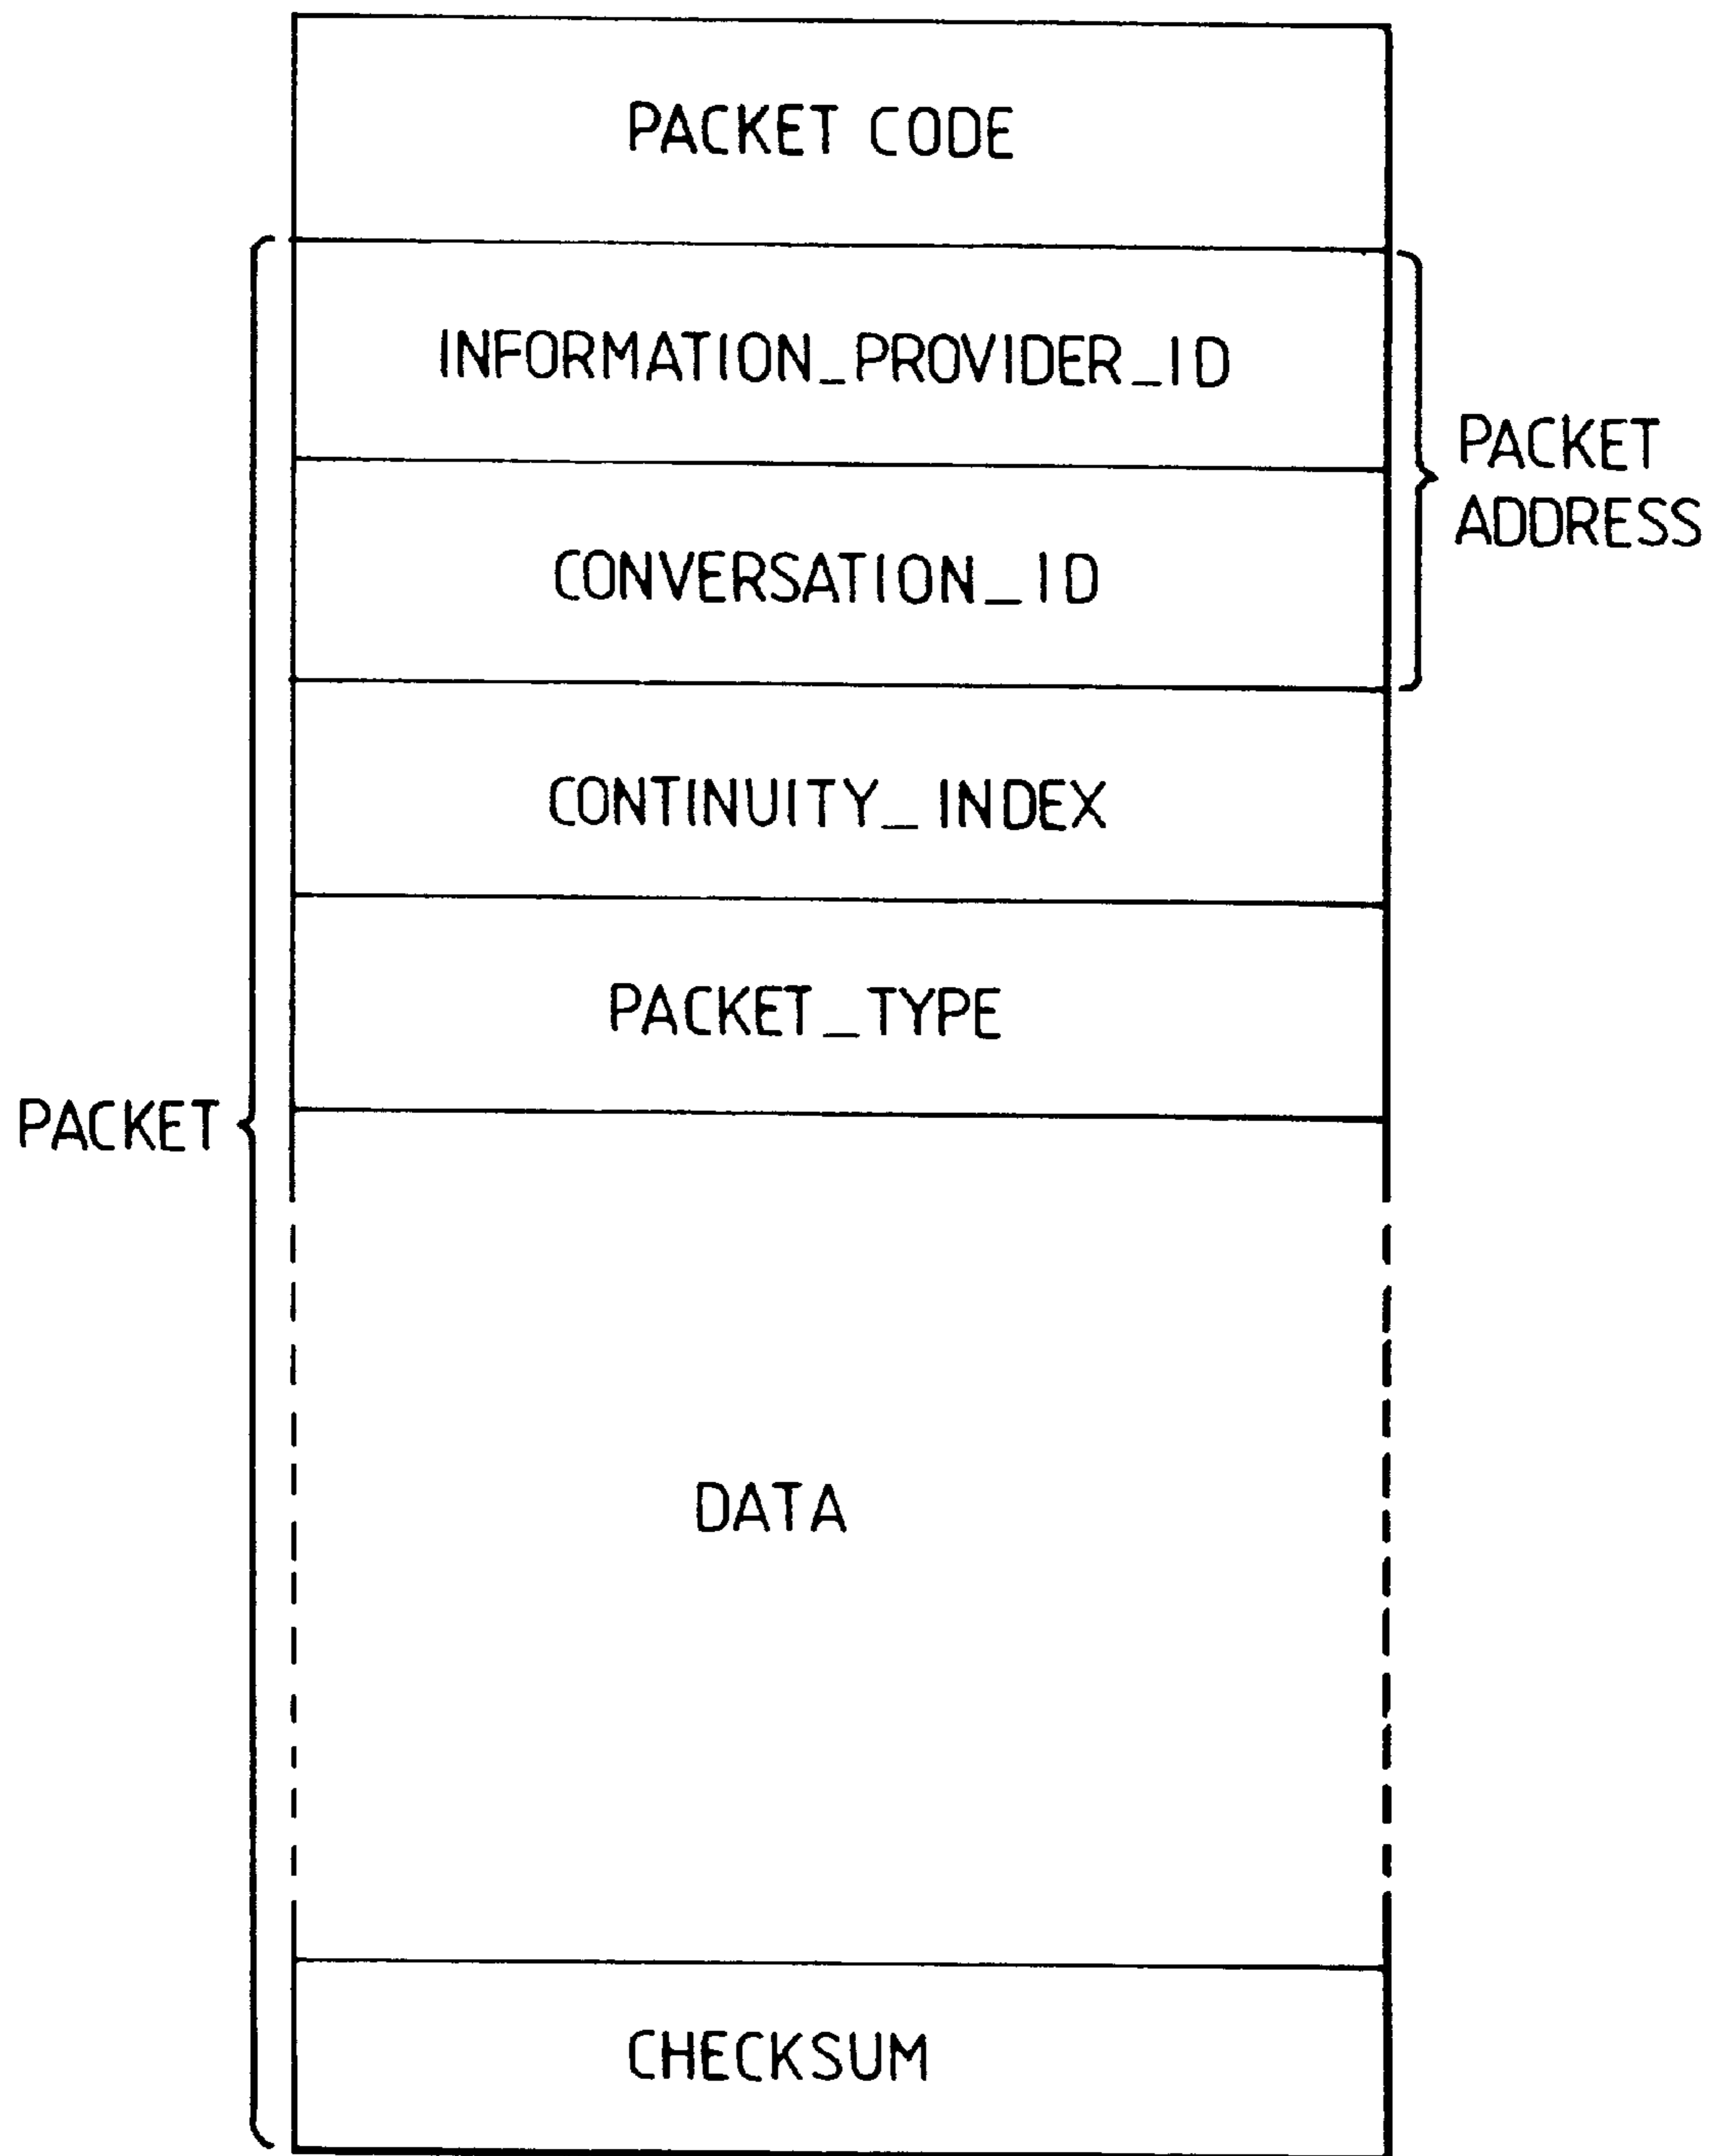 PACKET CODE
INFORMATION_PROVIDER_ID
PACKET
ADDRESS
CONVERSATION_ID
CONTINUITY_INDEX
PACKET_TYPE
PACKET
DATA
CHECKSUM